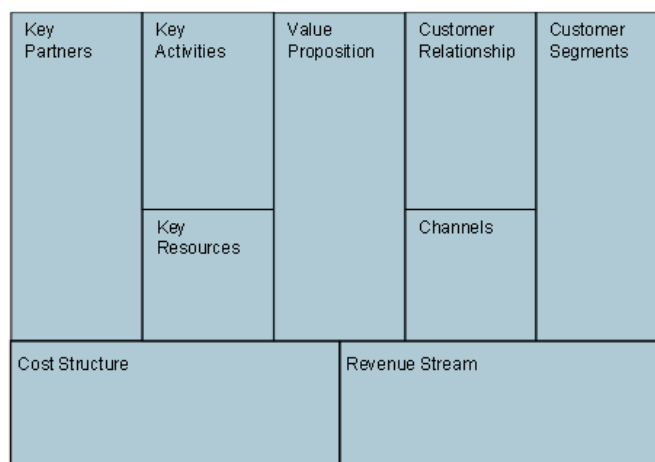 Key
Partners
Key
Activities
Value
Proposition
Customer
Relationship
Customer
Segments
Key
Resources
Channels
Cost Structure
Revenue Stream